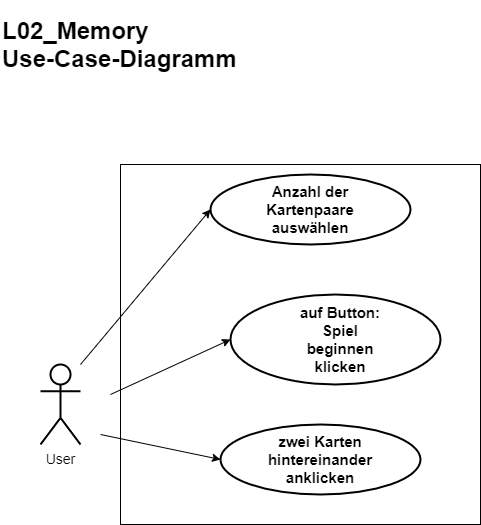 L02_Memory
Use-Case-Diagramm
Anzahl der
Kartenpaare
auswählen
auf Button:
Spiel
beginnen
klicken
zwei Karten
hintereinander
anklicken
User